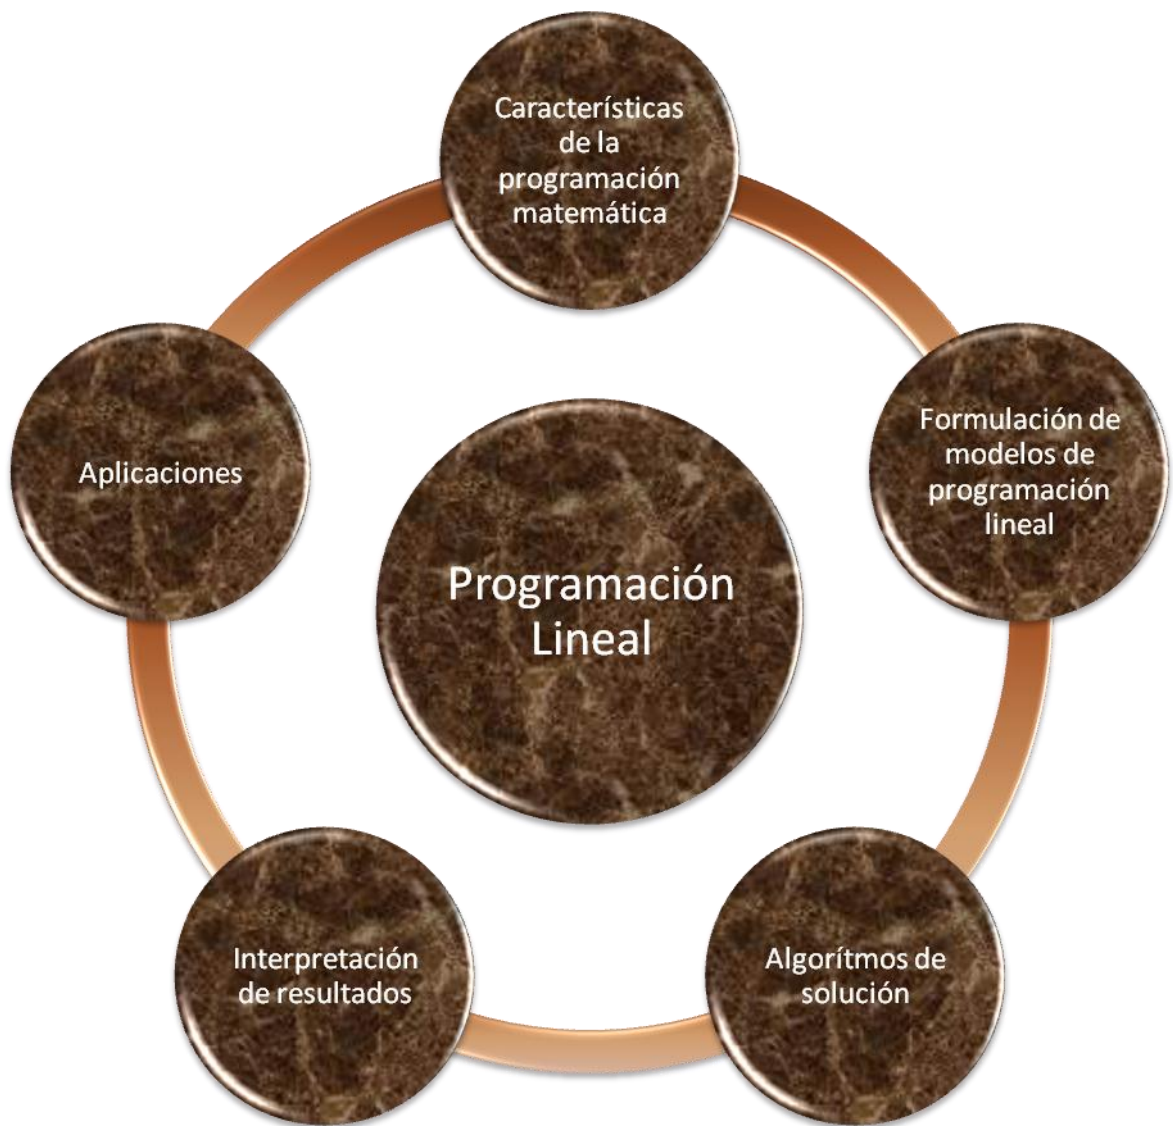 Características
de la
programación
matemática
Formulación de
modelos de
programación
lineal
Aplicaciones
Programación
Lineal
Interpretación
de resultados
Algorítmos de
solución